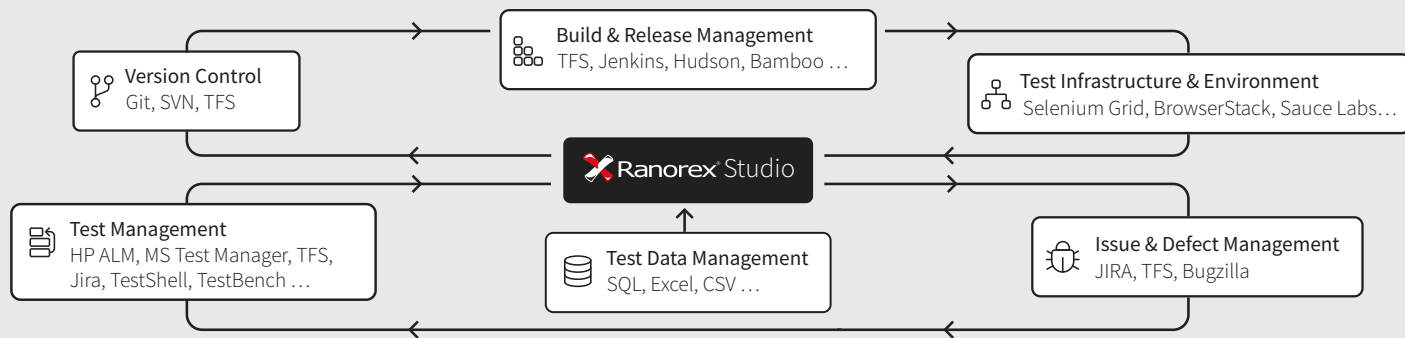 Build & Release Management
TFS, Jenkins, Hudson, Bamboo …
Version Control
Git, SVN, TFS
Test Infrastructure & Environment
Selenium Grid, BrowserStack, Sauce Labs…
Ranorex® Studio
Test Management
HP ALM, MS Test Manager, TFS,
Jira, TestShell, TestBench …
Test Data Management
SQL, Excel, CSV …
Issue & Defect Management
JIRA, TFS, Bugzilla